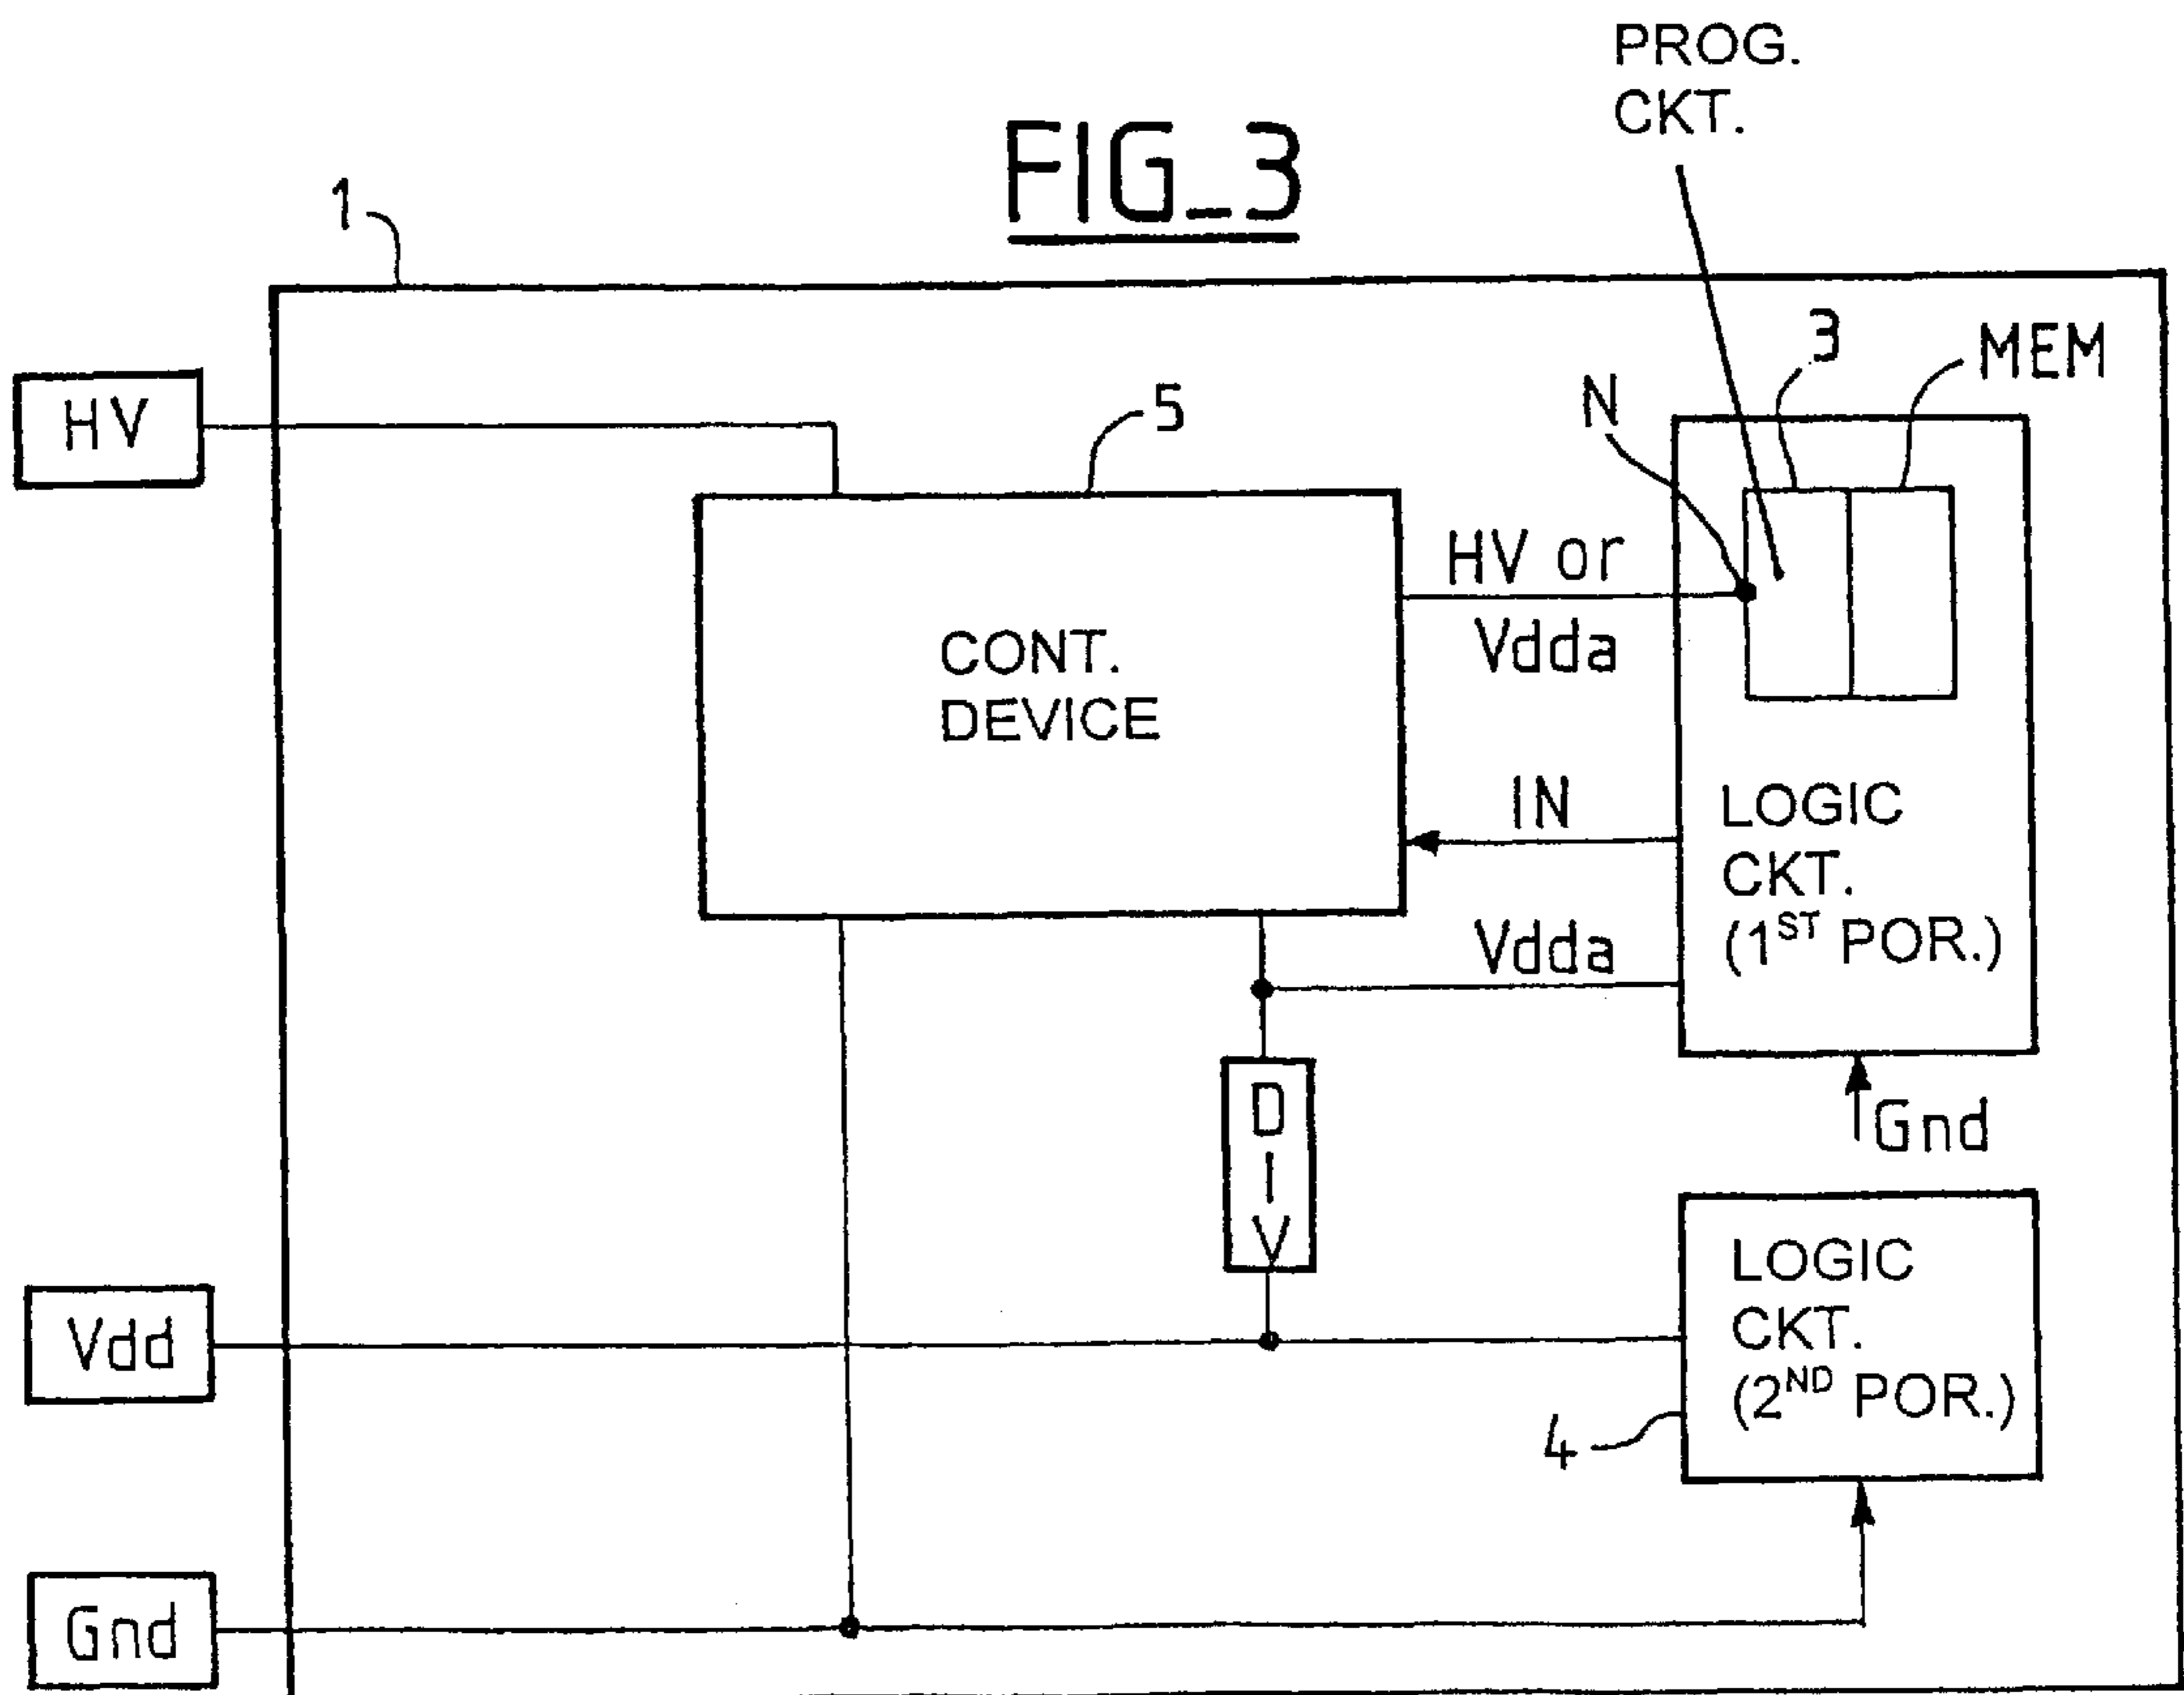 PROG.
CKT.
FIG_3
1
3
MEM
HV
5
N
HV or
Vdda
CONT.
DEVICE
IN
LOGIC
CKT.
(1ST POR.)
Vdda
DIV
Gnd
LOGIC
CKT.
(2ND POR.)
Vdd
4
Gnd